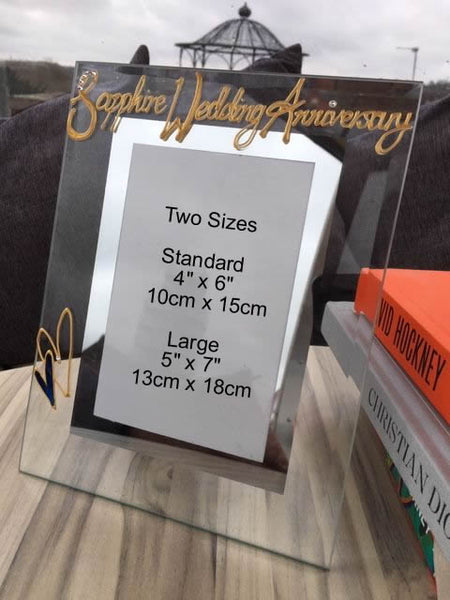 Sapphire Wedding Anniversary
Two Sizes
Standard
4" x 6"
10cm x 15cm
Large
5" x 7"
13cm x 18cm
VID HOCKNEY
CHRISTIAN DIO